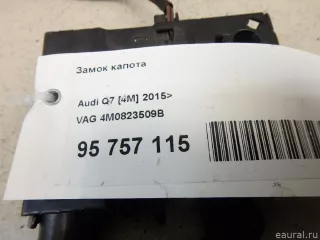 Замок капота
Audi Q7 [4M] 2015>
VAG 4M0823509B
95 757 115
eaural.ru